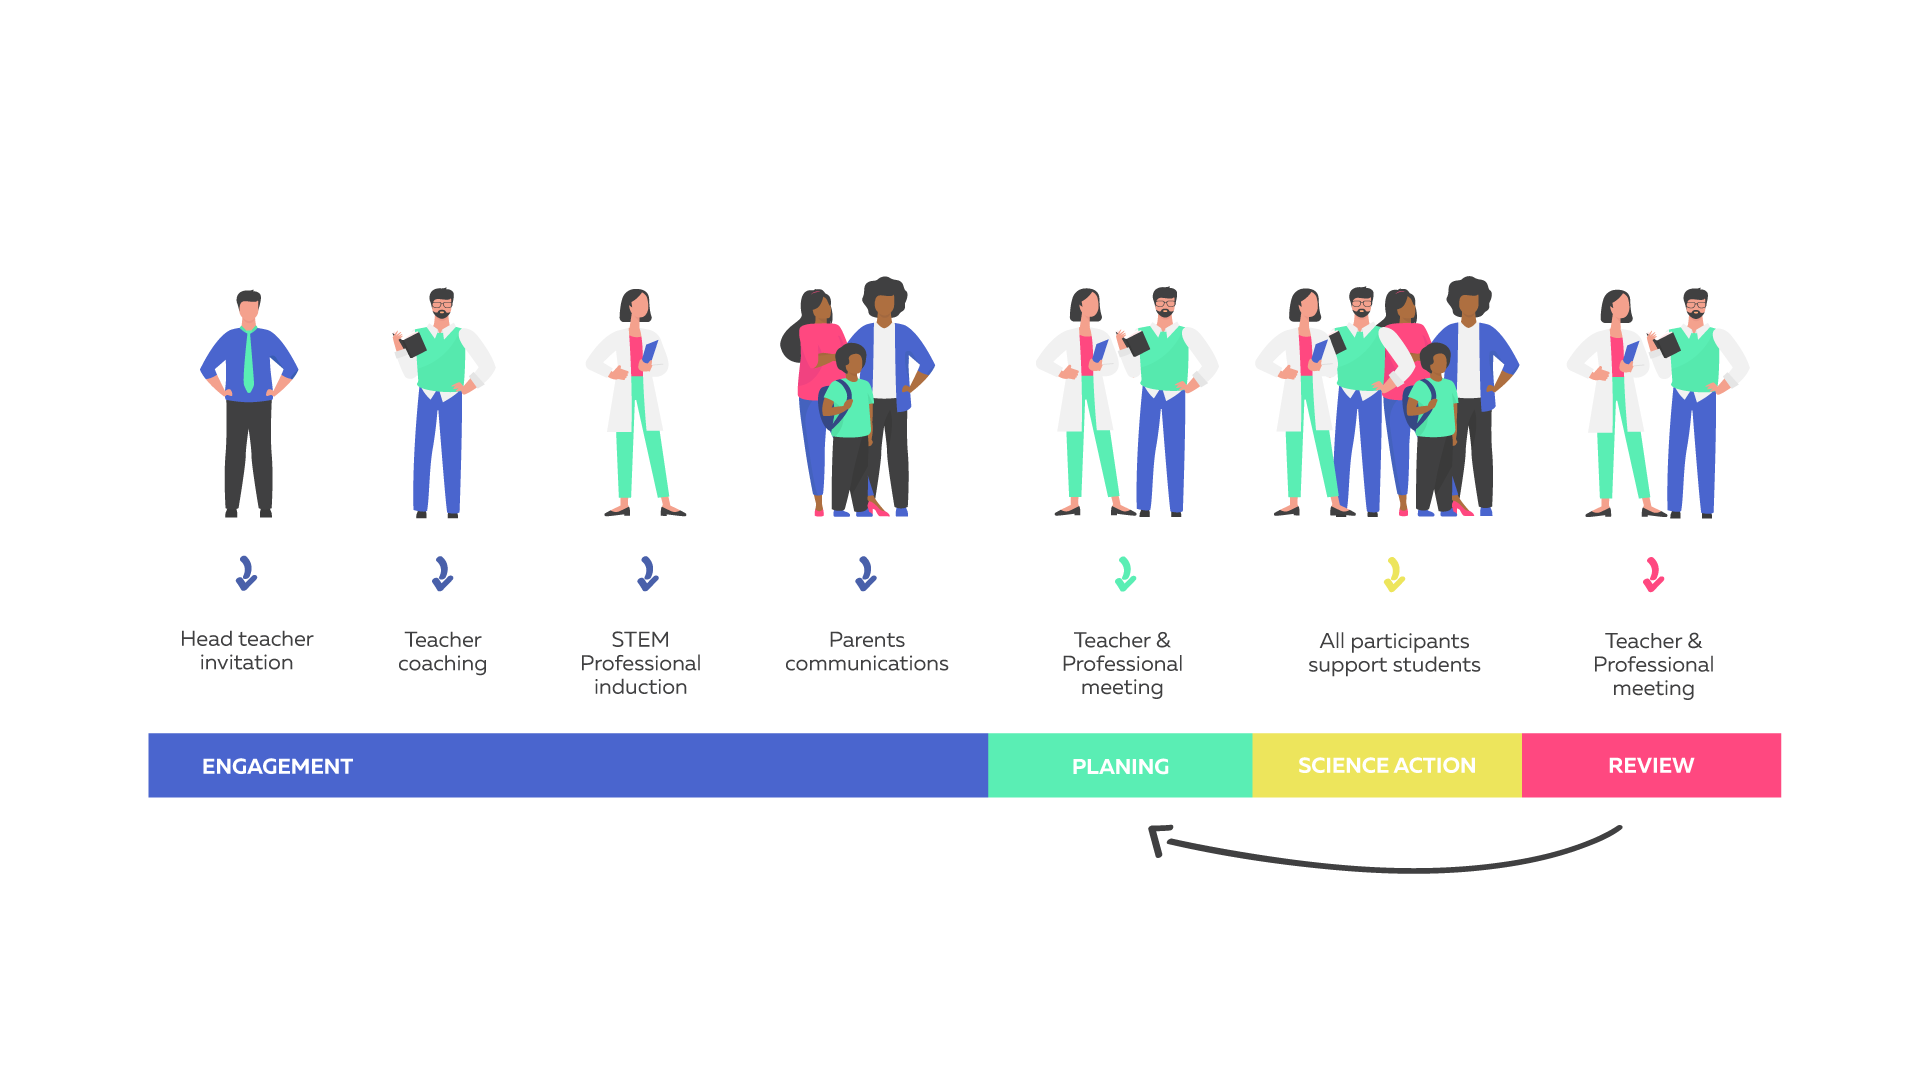 Head teacher
invitation
Teacher
coaching
STEM
Professional
induction
Parents
communications
Teacher &
Professional
meeting
All participants
support students
Teacher &
Professional
meeting
ENGAGEMENT
PLANING
SCIENCE ACTION
REVIEW